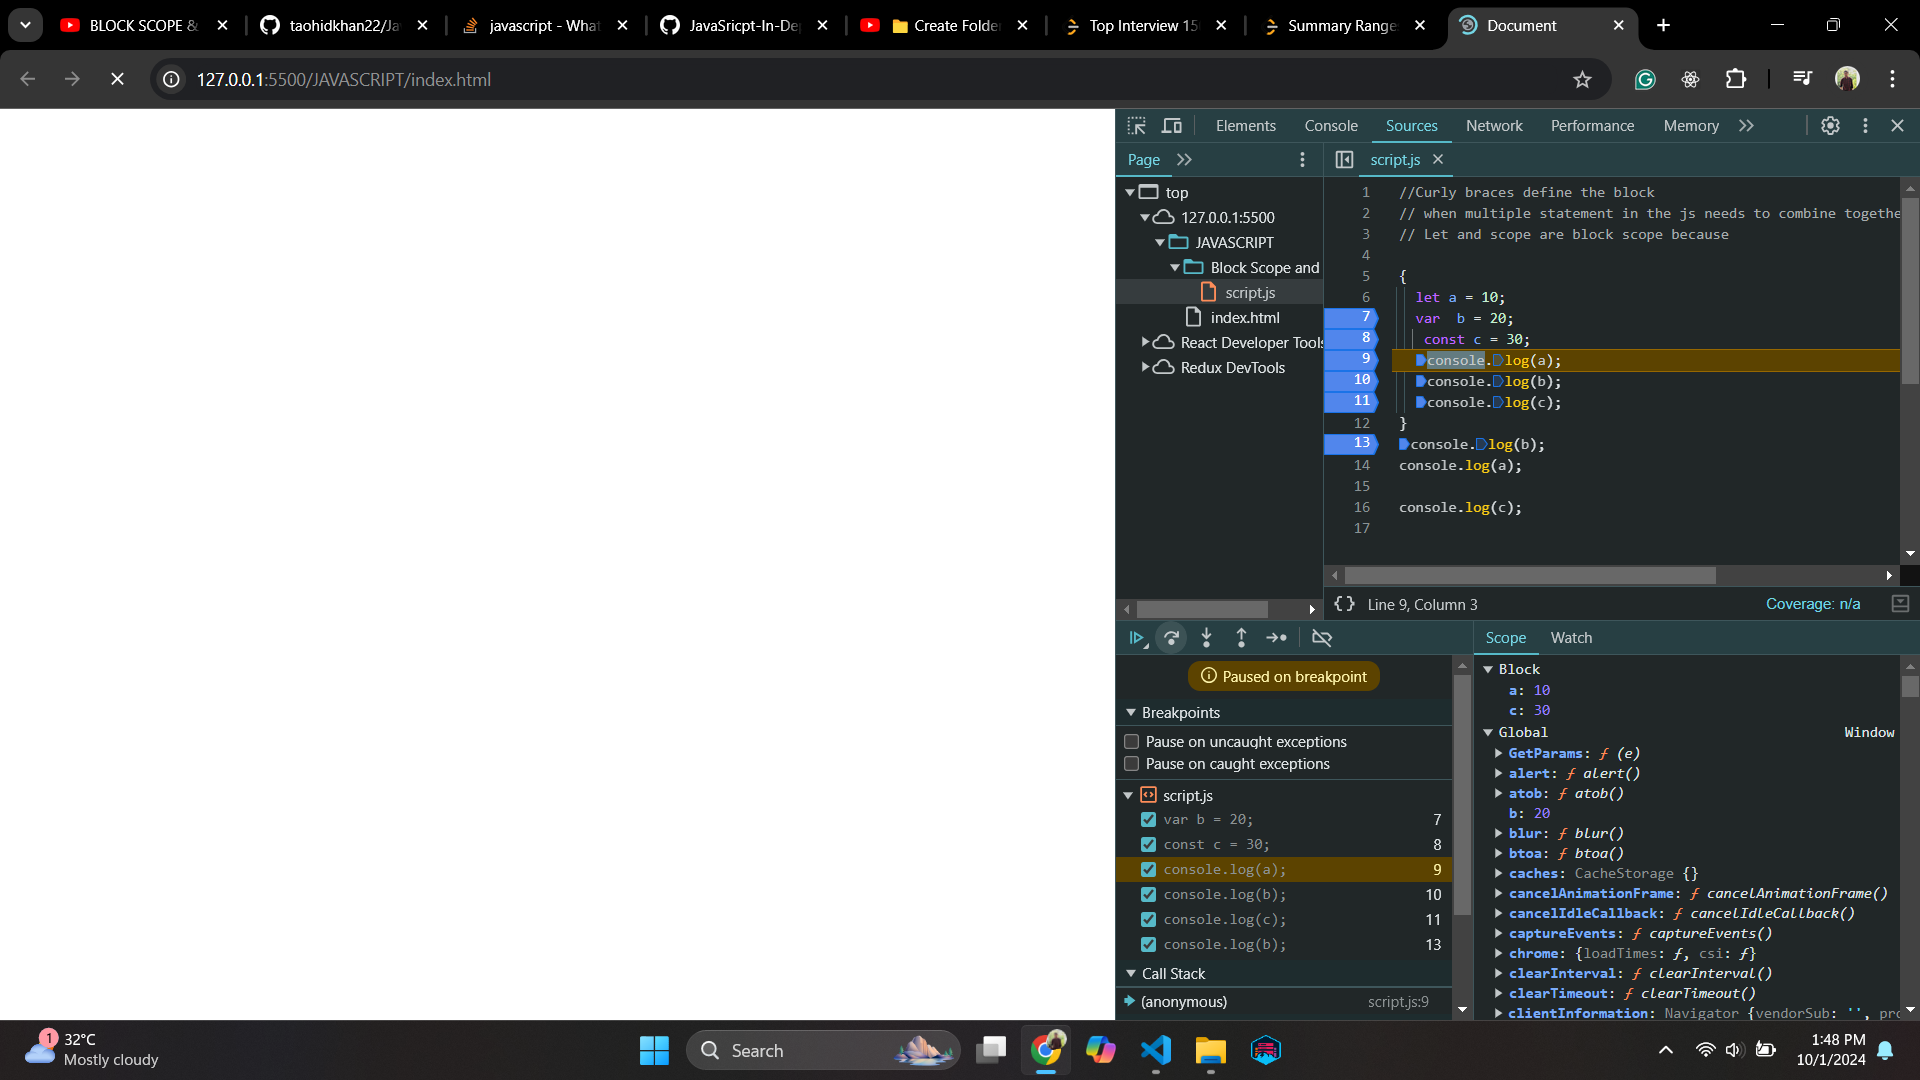 BLOCK SCOPE &
taohidkhan22/Ja
javascript - What
JavaSricpt-In-De
Create Folder
Top Interview 15
Summary Range
Document
127.0.0.1:5500/JAVASCRIPT/index.html
Elements
Console
Sources
Network
Performance
Memory
Page
script.js
top
127.0.0.1:5500
JAVASCRIPT
Block Scope and
script.js
index.html
React Developer Tools
Redux DevTools
1 //Curly braces define the block
2 // when multiple statement in the js needs to combine togethe
3 // Let and scope are block scope because
4
5 {
6 let a = 10;
7 var b = 20;
8 const c = 30;
9 console.log(a);
10 console.log(b);
11 console.log(c);
12 }
13 console.log(b);
14 console.log(a);
15
16 console.log(c);
17
{ } Line 9, Column 3
Coverage: n/a
Paused on breakpoint
Breakpoints
Pause on uncaught exceptions
Pause on caught exceptions
script.js
var b = 20; 7
const c = 30; 8
console.log(a); 9
console.log(b); 10
console.log(c); 11
console.log(b); 13
Call Stack
(anonymous) script.js:9
Scope
Watch
Block
a: 10
c: 30
Global Window
GetParams: ƒ (e)
alert: ƒ alert()
atob: ƒ atob()
b: 20
blur: ƒ blur()
btoa: ƒ btoa()
caches: CacheStorage {}
cancelAnimationFrame: ƒ cancelAnimationFrame()
cancelIdleCallback: ƒ cancelIdleCallback()
captureEvents: ƒ captureEvents()
chrome: {loadTimes: ƒ, csi: ƒ}
clearInterval: ƒ clearInterval()
clearTimeout: ƒ clearTimeout()
clientInformation: Navigator {vendorSub: '', pro
1
32°C
Mostly cloudy
Search
1:48 PM
10/1/2024